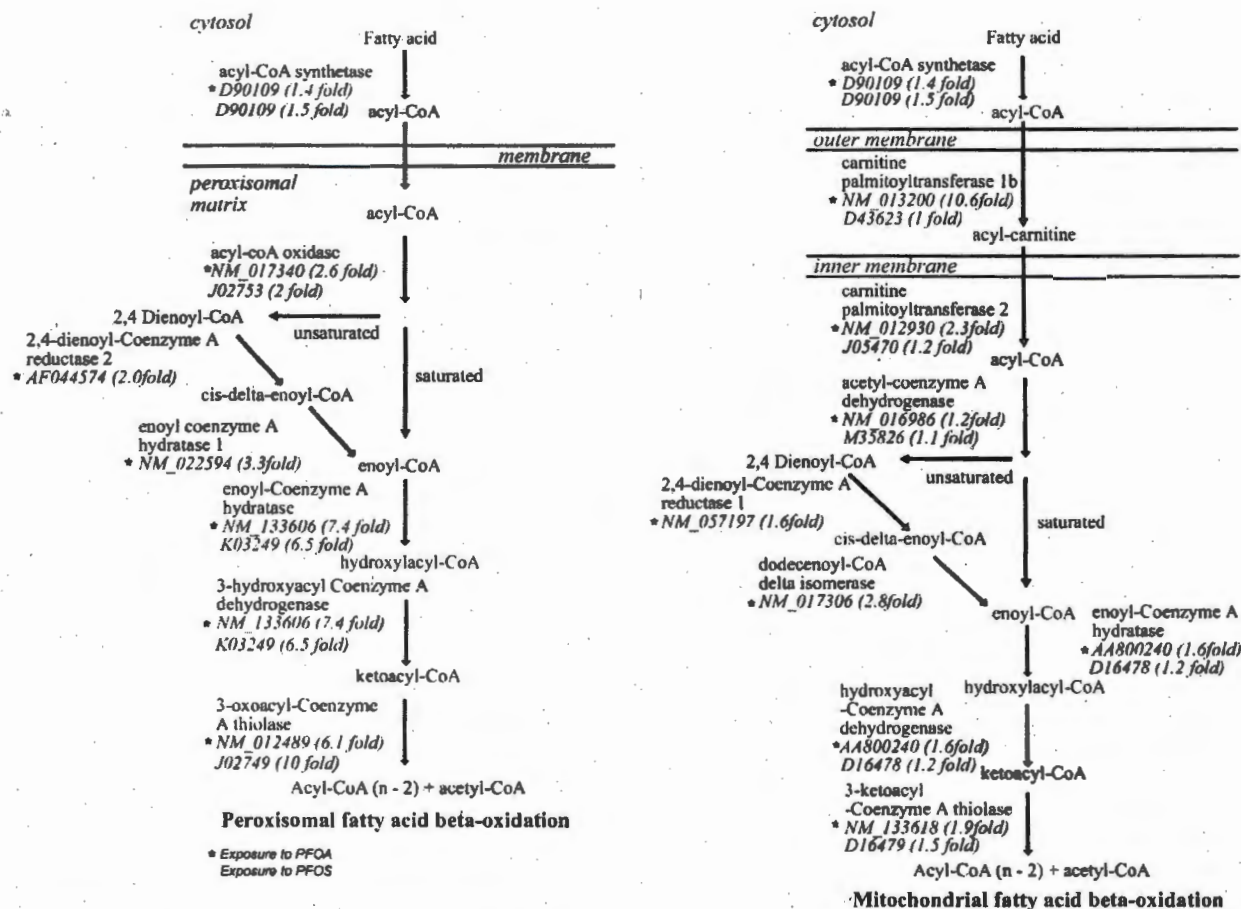 cytosol
Fatty acid
acyl-CoA synthetase
* D90109 (1.4 fold)
D90109 (1.5 fold)
acyl-CoA
membrane
peroxisomal
matrix
acyl-CoA
acyl-coA oxidase
*NM_017340 (2.6 fold)
J02753 (2 fold)
2,4 Dienoyl-CoA
unsaturated
2,4-dienoyl-Coenzyme A
reductase 2
* AF044574 (2.0fold)
saturated
cis-delta-enoyl-CoA
enoyl coenzyme A
hydratase 1
* NM_022594 (3.3fold)
enoyl-CoA
enoyl-Coenzyme A
hydratase
* NM_133606 (7.4 fold)
K03249 (6.5 fold)
hydroxylacyl-CoA
3-hydroxyacyl Coenzyme A
dehydrogenase
* NM_133606 (7.4 fold)
K03249 (6.5 fold)
ketoacyl-CoA
3-oxoacyl-Coenzyme
A thiolase
* NM_012489 (6.1 fold)
J02749 (10 fold)
Acyl-CoA (n - 2) + acetyl-CoA
Peroxisomal fatty acid beta-oxidation
* Exposure to PFOA
Exposure to PFOS
cytosol
Fatty acid
acyl-CoA synthetase
* D90109 (1.4 fold)
D90109 (1.5 fold)
acyl-CoA
outer membrane
carnitine
palmitoyltransferase 1b
* NM_013200 (10.6fold)
D43623 (1 fold)
acyl-carnitine
inner membrane
carnitine
palmitoyltransferase 2
* NM_012930 (2.3fold)
J05470 (1.2 fold)
acyl-CoA
acetyl-coenzyme A
dehydrogenase
* NM_016986 (1.2fold)
M35826 (1.1 fold)
2,4 Dienoyl-CoA
unsaturated
2,4-dienoyl-Coenzyme A
reductase 1
* NM_057197 (1.6fold)
saturated
cis-delta-enoyl-CoA
dodecenoyl-CoA
delta isomerase
* NM_017306 (2.8fold)
enoyl-CoA
enoyl-Coenzyme A
hydratase
* AA800240 (1.6fold)
D16478 (1.2 fold)
hydroxylacyl-CoA
hydroxyacyl
-Coenzyme A
dehydrogenase
*AA800240 (1.6fold)
D16478 (1.2 fold)
ketoacyl-CoA
3-ketoacyl
-Coenzyme A thiolase
* NM_133618 (1.9fold)
D16479 (1.5 fold)
Acyl-CoA (n - 2) + acetyl-CoA
Mitochondrial fatty acid beta-oxidation